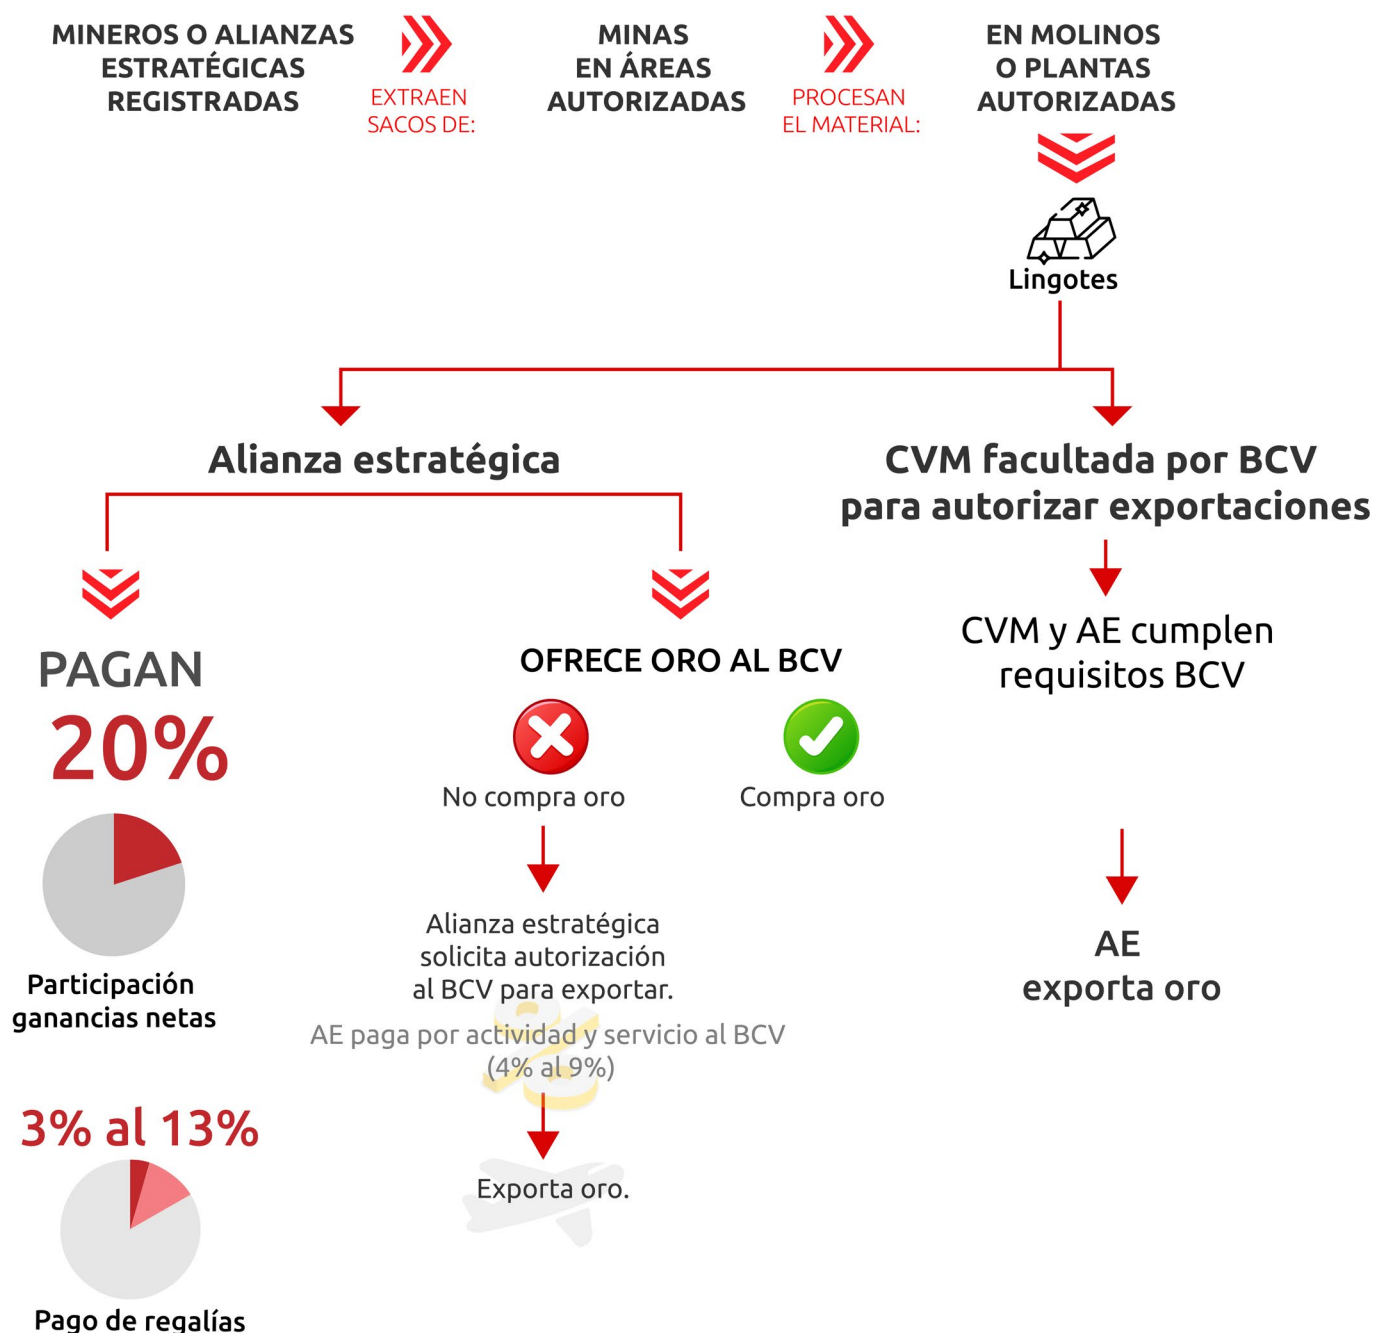 MINEROS O ALIANZAS
ESTRATÉGICAS
REGISTRADAS
EXTRAEN
SACOS DE:
MINAS
EN ÁREAS
AUTORIZADAS
PROCESAN
EL MATERIAL:
EN MOLINOS
O PLANTAS
AUTORIZADAS
Lingotes
Alianza estratégica
PAGAN
20%
Participación
ganancias netas
3% al 13%
Pago de regalías
OFRECE ORO AL BCV
No compra oro
Compra oro
Alianza estratégica
solicita autorización
al BCV para exportar.
AE paga por actividad y servicio al BCV
(4% al 9%)
Exporta oro.
CVM facultada por BCV
para autorizar exportaciones
CVM y AE cumplen
requisitos BCV
AE
exporta oro